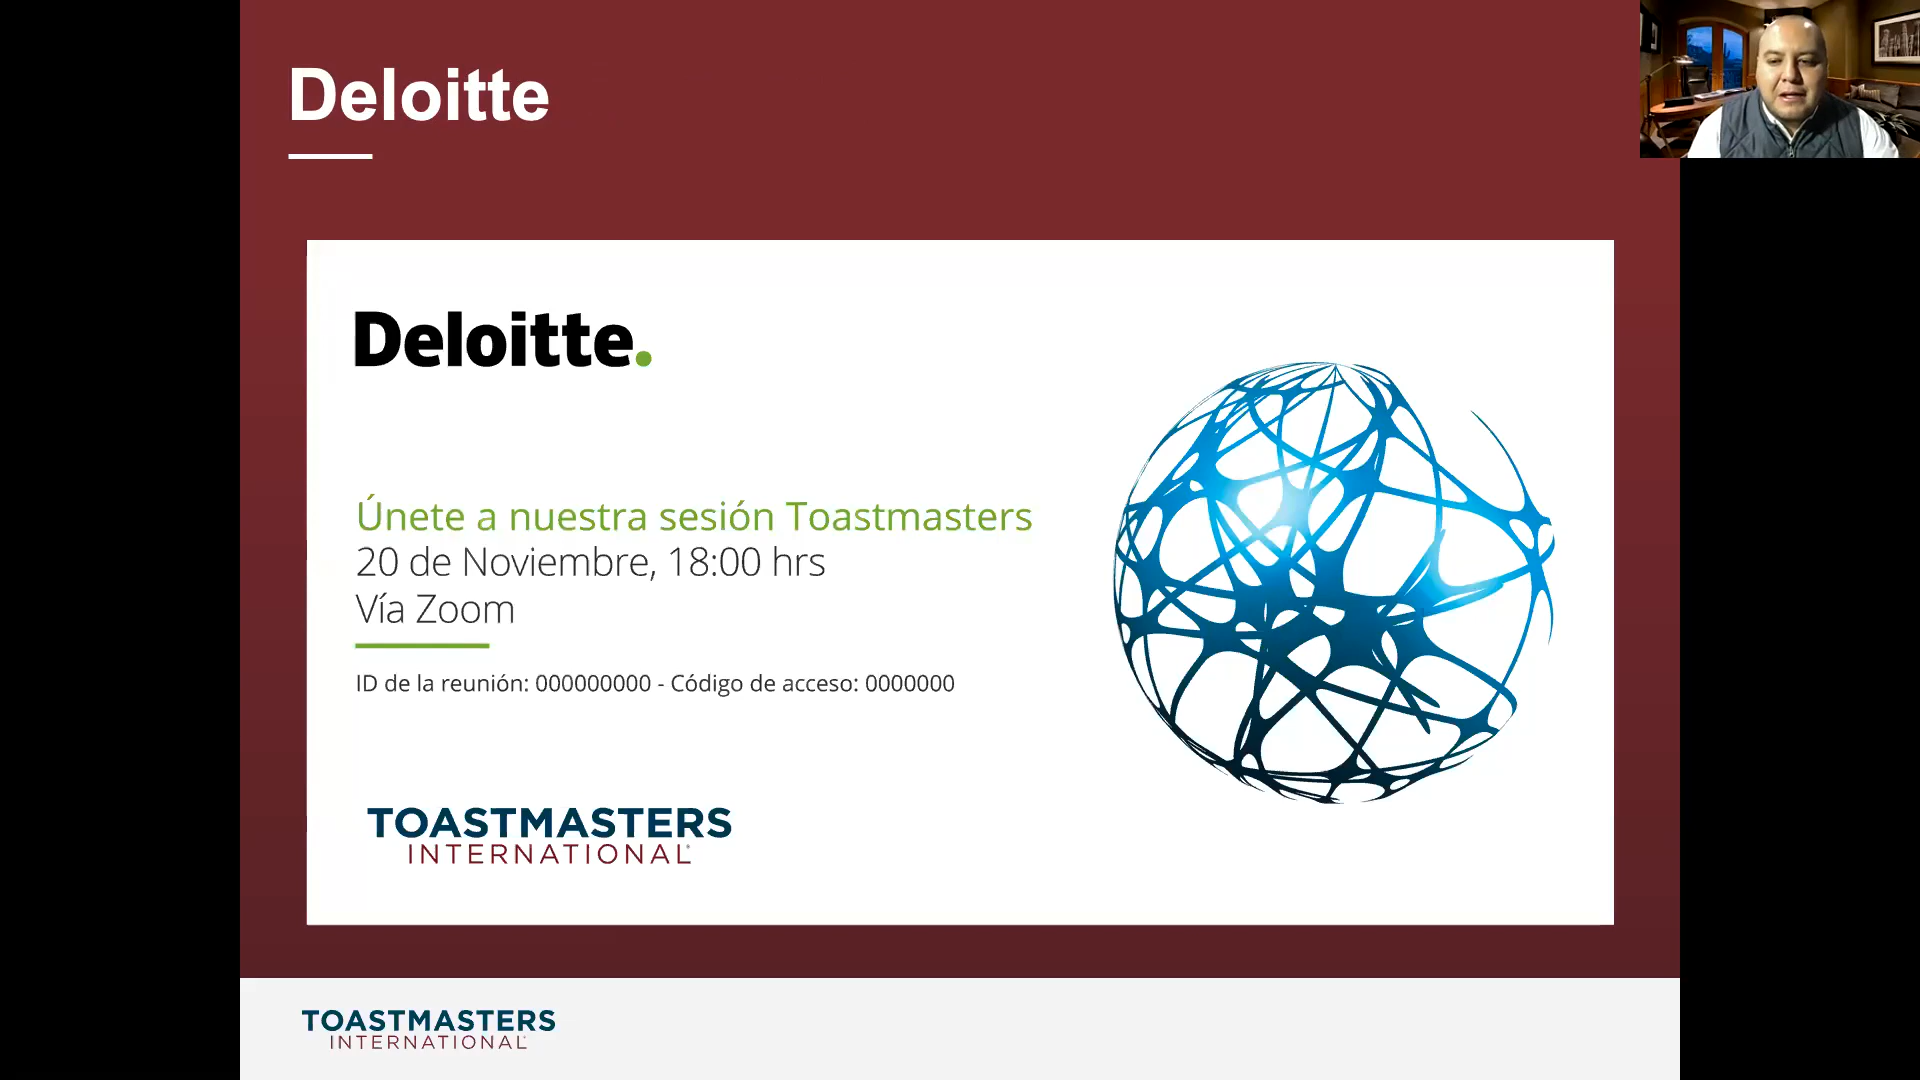 Deloitte
Deloitte.
Únete a nuestra sesión Toastmasters
20 de Noviembre, 18:00 hrs
Vía Zoom
ID de la reunión: 000000000 - Código de acceso: 0000000
TOASTMASTERS
INTERNATIONAL
TOASTMASTERS
INTERNATIONAL